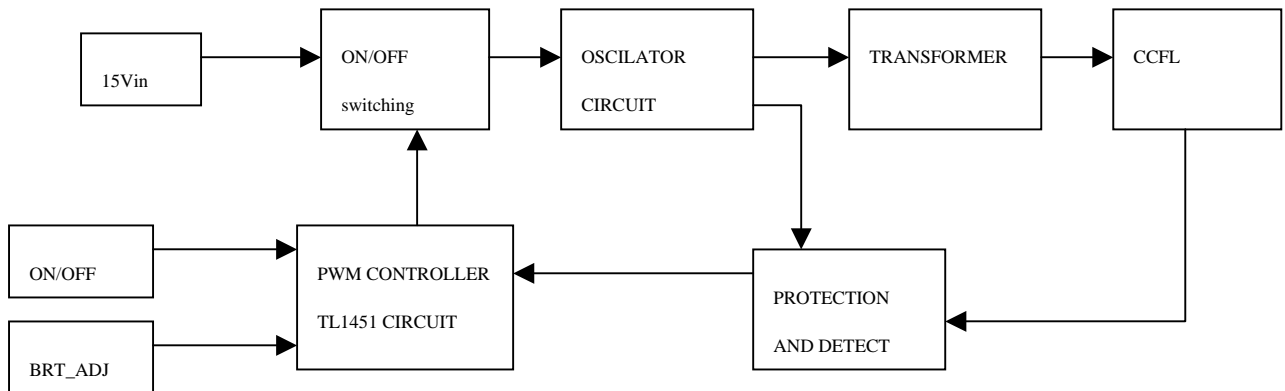 15Vin
ON/OFF
switching
OSCILATOR
CIRCUIT
TRANSFORMER
CCFL
ON/OFF
BRT_ADJ
PWM CONTROLLER
TL1451 CIRCUIT
PROTECTION
AND DETECT